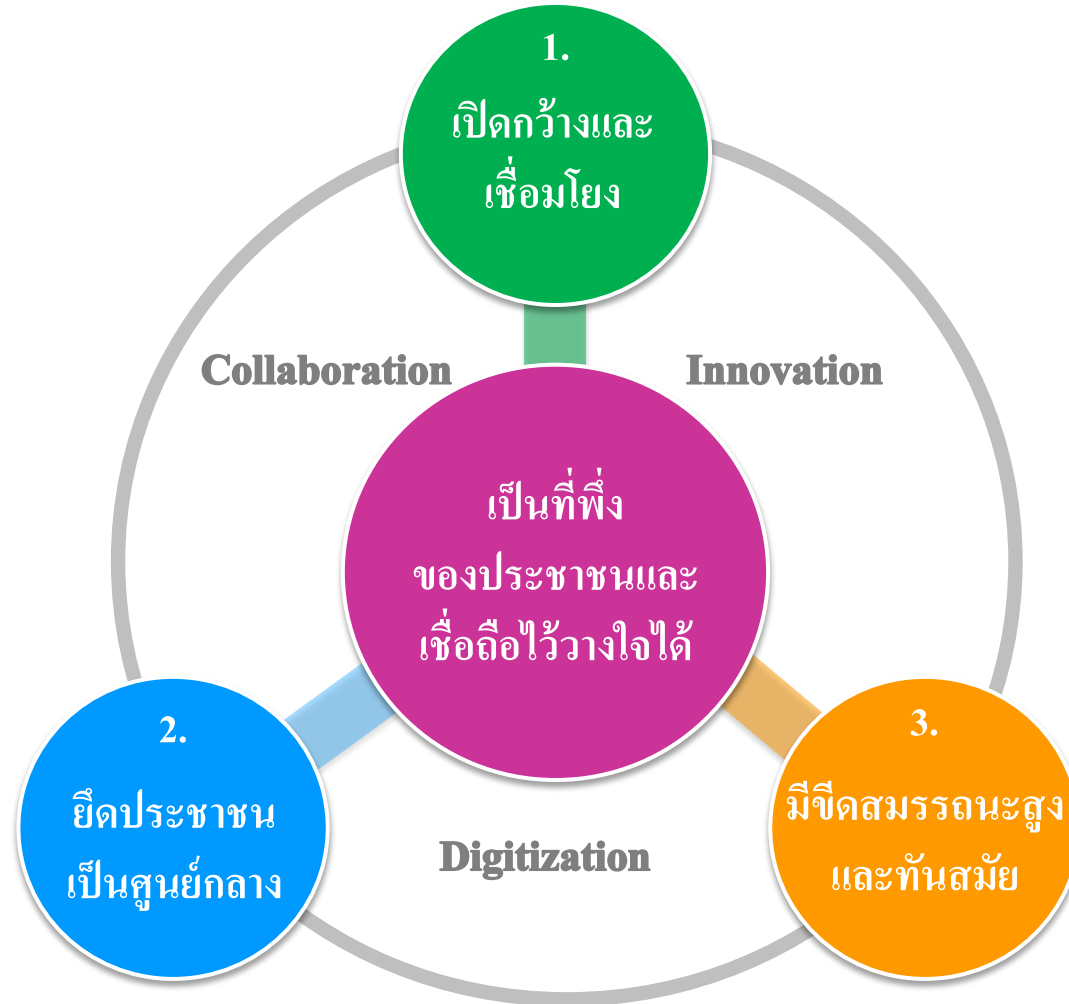 1.
เปิดกว้างและ
เชื่อมโยง
Collaboration
Innovation
เป็นที่พึ่ง
ของประชาชนและ
เชื่อถือไว้วางใจได้
2.
ยึดประชาชน
เป็นศูนย์กลาง
Digitization
3.
มีขีดสมรรถนะสูง
และทันสมัย